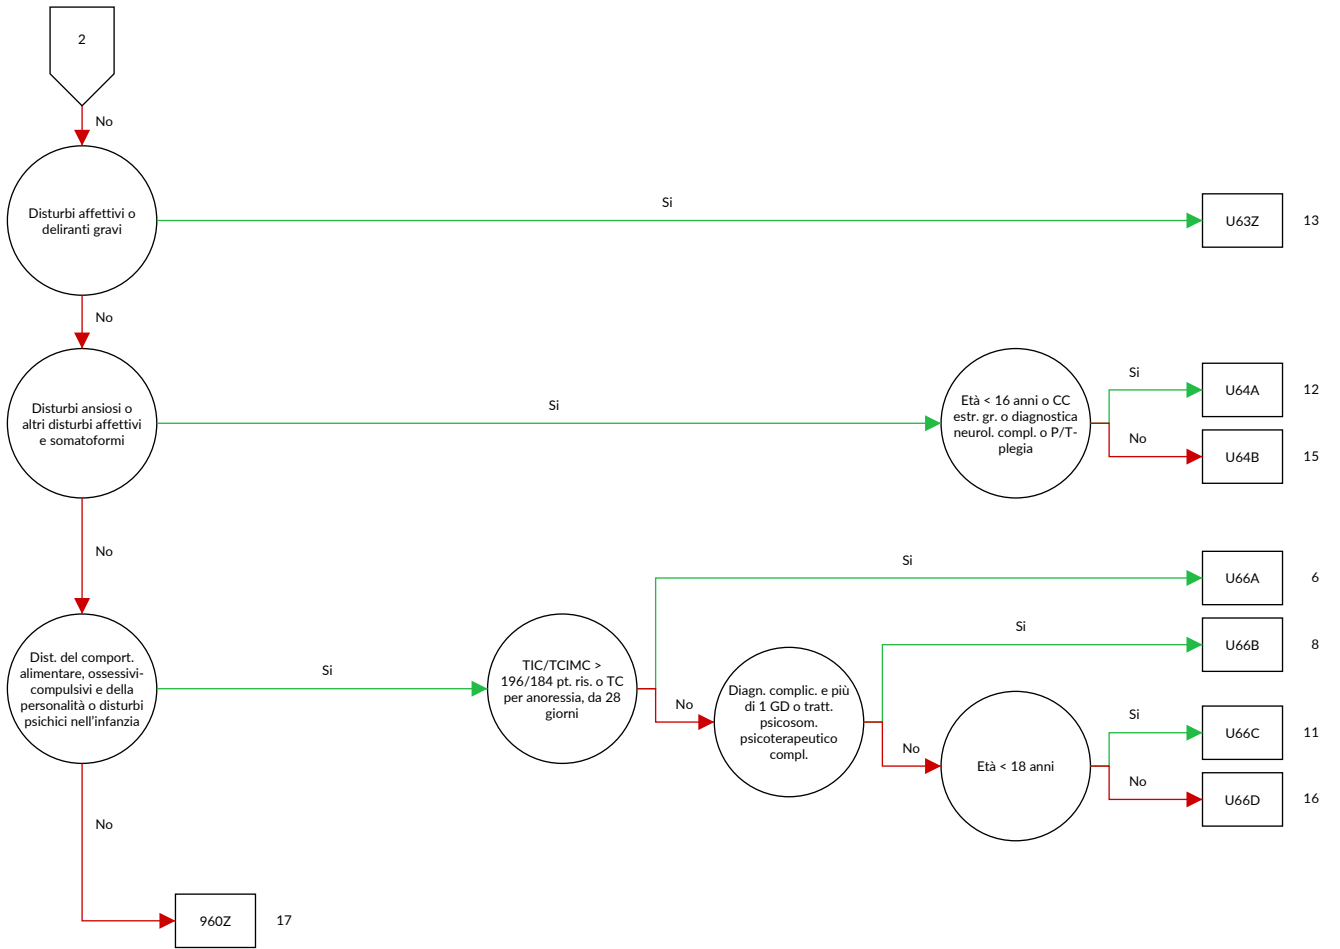 2
No
Disturbi affettivi o
deliranti gravi
Si
U63Z
13
No
Disturbi ansiosi o
altri disturbi affettivi
e somatoformi
Si
Età < 16 anni o CC
estr. gr. o diagnostica
neurol. compl. o P/T-
plegia
Si
U64A
12
No
U64B
15
No
Dist. del comport.
alimentare, ossessivi-
compulsivi e della
personalità o disturbi
psichici nell'infanzia
Si
TIC/TCIMC >
196/184 pt. ris. o TC
per anoressia, da 28
giorni
Si
U66A
6
No
Diagn. complic. e più
di 1 GD o tratt.
psicosom.
psicoterapeutico
compl.
Si
U66B
8
No
Età < 18 anni
Si
U66C
11
No
U66D
16
No
960Z
17